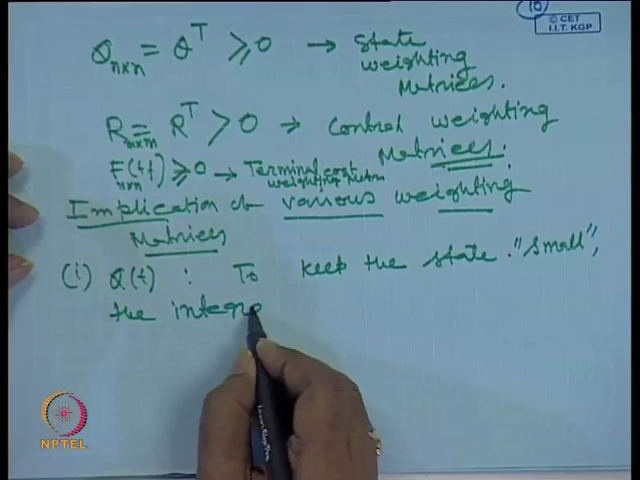 10
© CET
I.I.T. KGP
Q n×n = Q^T ≥ 0 → State
weighting
Matrices.
R m×m = R^T > 0 → Control weighting
Matrices.
F(tf) n×n ≥ 0 → Terminal cost
weighting Matrix
Implication of various weighting
Matrices
(i) Q(t) : To keep the state "small",
the integra
NPTEL